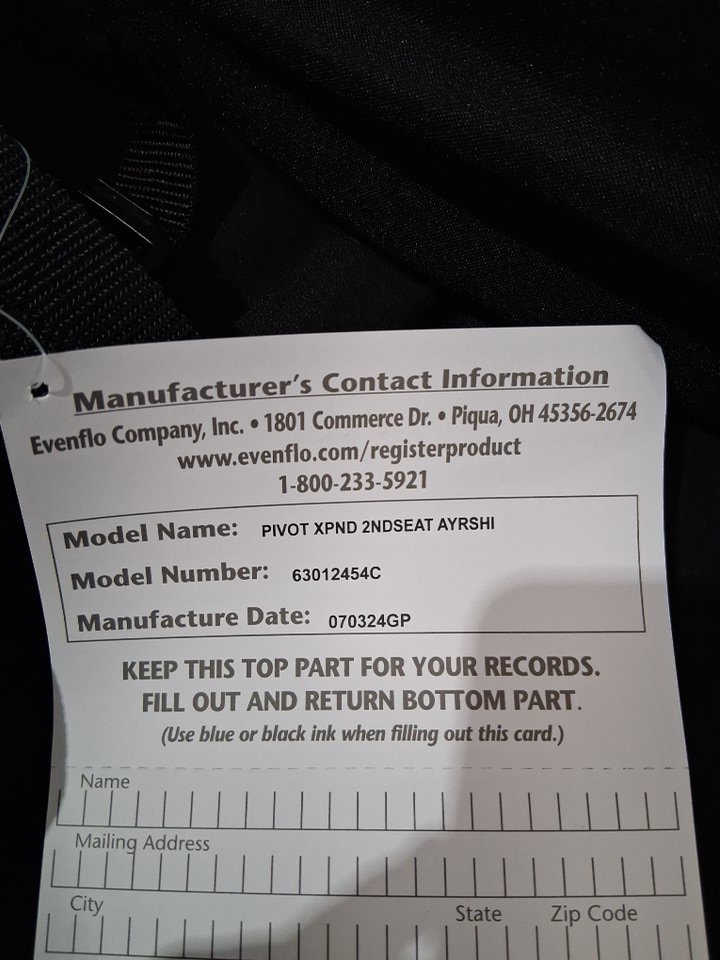 Manufacturer's Contact Information
Evenflo Company, Inc. • 1801 Commerce Dr. • Piqua, OH 45356-2674
www.evenflo.com/registerproduct
1-800-233-5921
Model Name: PIVOT XPND 2NDSEAT AYRSHI
Model Number: 63012454C
Manufacture Date: 070324GP
KEEP THIS TOP PART FOR YOUR RECORDS.
FILL OUT AND RETURN BOTTOM PART.
(Use blue or black ink when filling out this card.)
Name
Mailing Address
City State Zip Code